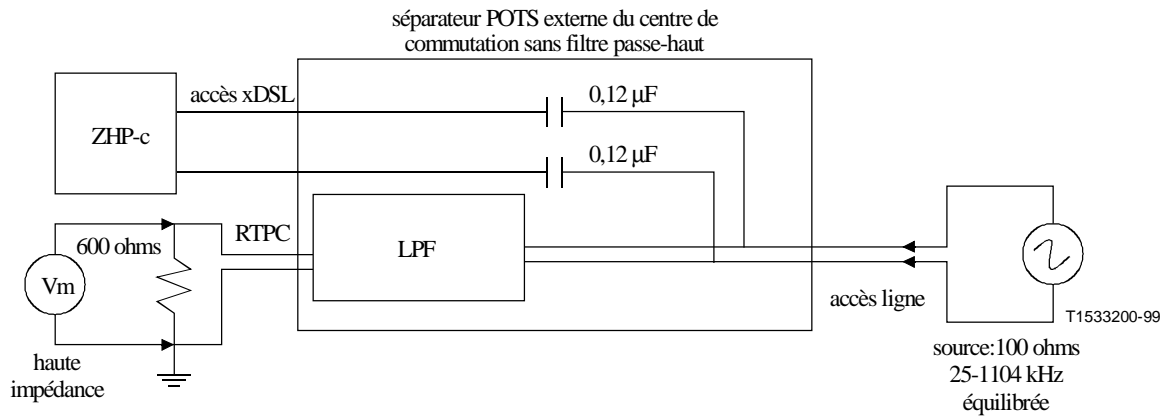 séparateur POTS externe du centre de
commutation sans filtre passe-haut
accès xDSL
0,12 µF
ZHP-c
0,12 µF
RTPC
600 ohms
LPF
Vm
accès ligne
T1533200-99
haute
impédance
source:100 ohms
25-1104 kHz
équilibrée